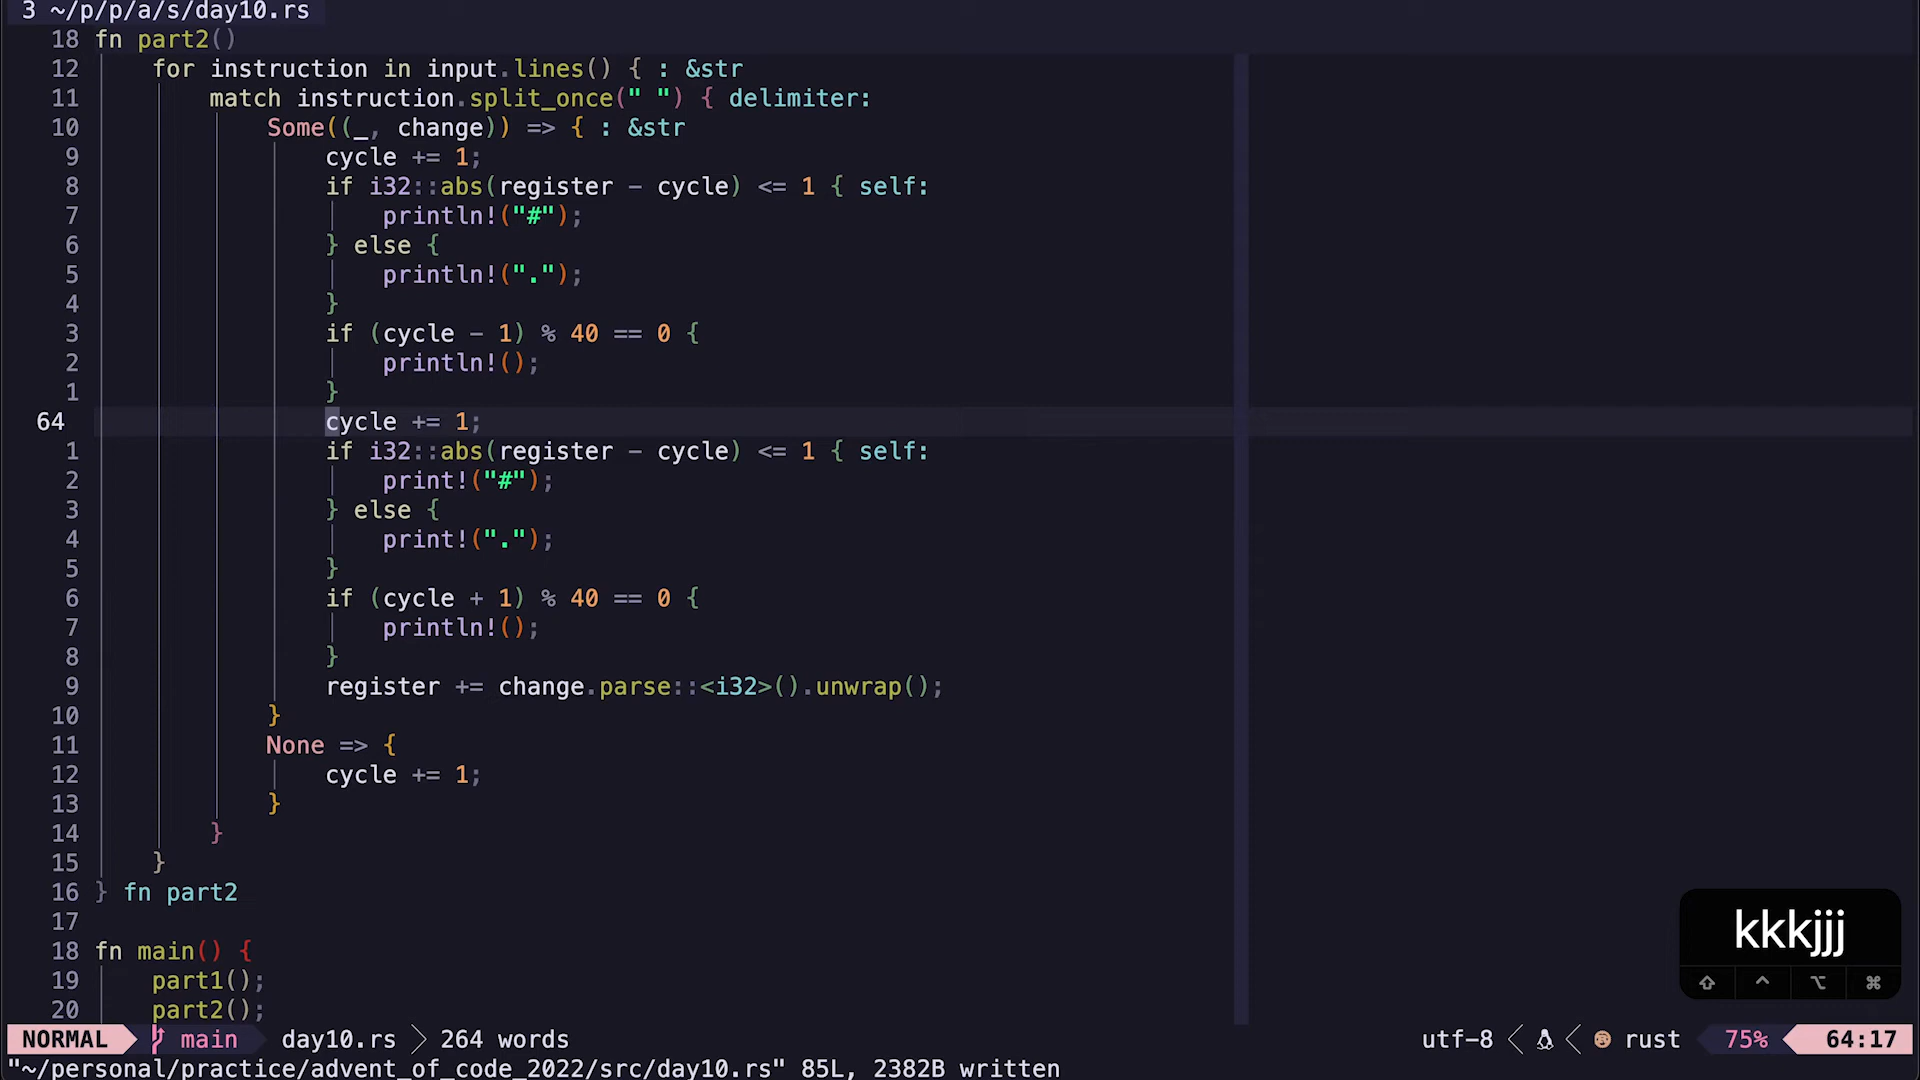 3 ~/p/p/a/s/day10.rs
18 fn part2()
12 for instruction in input.lines() { : &str
11 match instruction.split_once(" ") { delimiter:
10 Some((_, change)) => { : &str
9 cycle += 1;
8 if i32::abs(register - cycle) <= 1 { self:
7 println!("#");
6 } else {
5 println!(".");
4 }
3 if (cycle - 1) % 40 == 0 {
2 println!();
1 }
64 cycle += 1;
1 if i32::abs(register - cycle) <= 1 { self:
2 print!("#");
3 } else {
4 print!(".");
5 }
6 if (cycle + 1) % 40 == 0 {
7 println!();
8 }
9 register += change.parse::<i32>().unwrap();
10 }
11 None => {
12 cycle += 1;
13 }
14 }
15 }
16 } fn part2
17
18 fn main() {
19 part1();
20 part2();
kkkjjj
NORMAL main day10.rs 264 words utf-8 rust 75% 64:17
"~/personal/practice/advent_of_code_2022/src/day10.rs" 85L, 2382B written